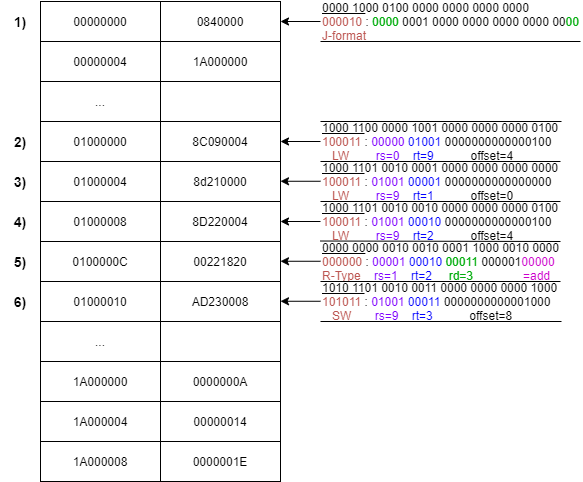 1) 00000000 0840000 0000 1000 0100 0000 0000 0000 0000
000010 : 0000 0001 0000 0000 0000 0000 0000
J-format
00000004 1A000000
...
2) 01000000 8C090004 1000 1100 0000 1001 0000 0000 0000 0100
100011 : 00000 01001 0000000000000100
LW rs=0 rt=9 offset=4
3) 01000004 8d210000 1000 1101 0010 0001 0000 0000 0000 0000
100011 : 01001 00001 0000000000000000
LW rs=9 rt=1 offset=0
4) 01000008 8D220004 1000 1101 0010 0010 0000 0000 0000 0100
100011 : 01001 00010 0000000000000100
LW rs=9 rt=2 offset=4
5) 0100000C 00221820 0000 0000 0010 0010 0001 1000 0010 0000
000000 : 00001 00010 00011 00000100000
R-Type rs=1 rt=2 rd=3 =add
6) 01000010 AD230008 1010 1101 0010 0011 0000 0000 0000 1000
101011 : 01001 00011 0000000000001000
SW rs=9 rt=3 offset=8
...
1A000000 0000000A
1A000004 00000014
1A000008 0000001E